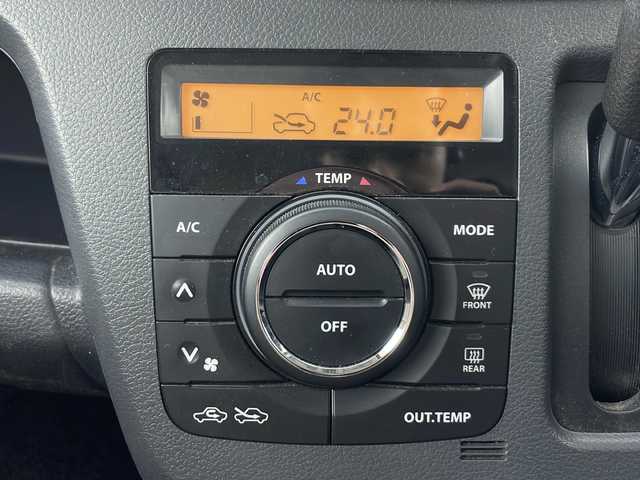 A/C
24.0
TEMP
A/C
MODE
AUTO
OFF
FRONT
REAR
OUT.TEMP